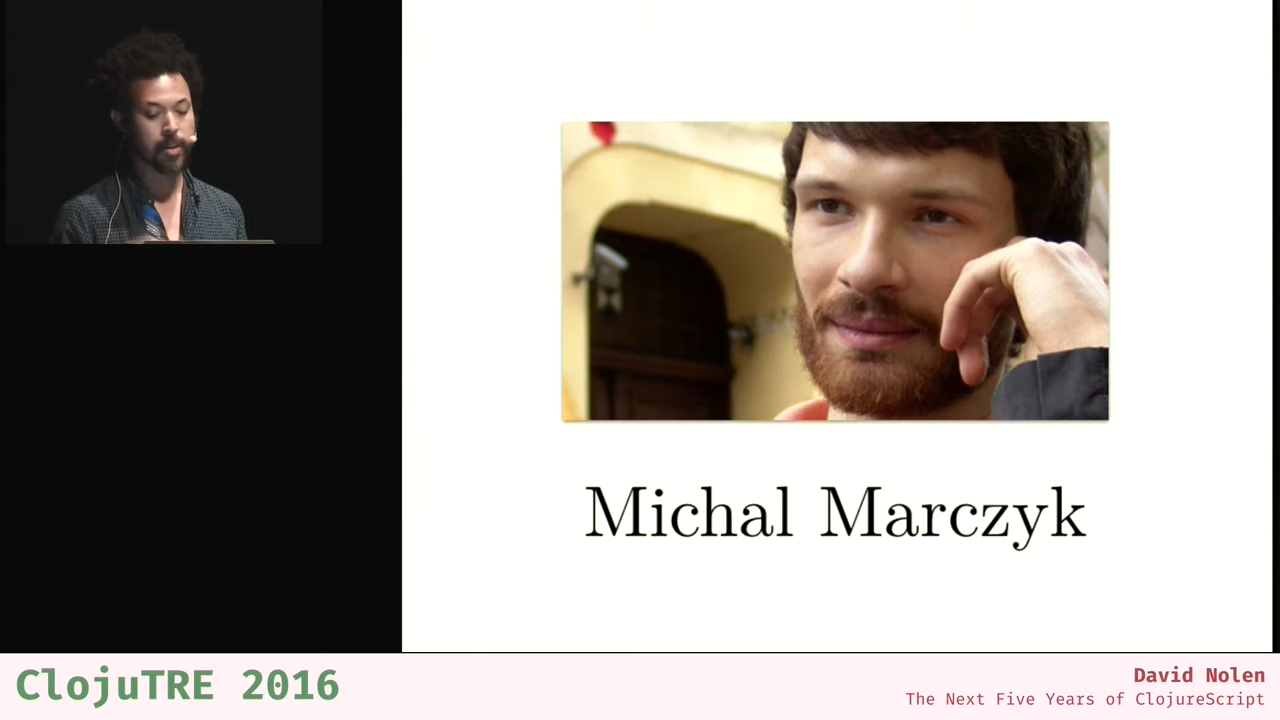 Michal Marczyk
ClojuTRE 2016
David Nolen
The Next Five Years of ClojureScript